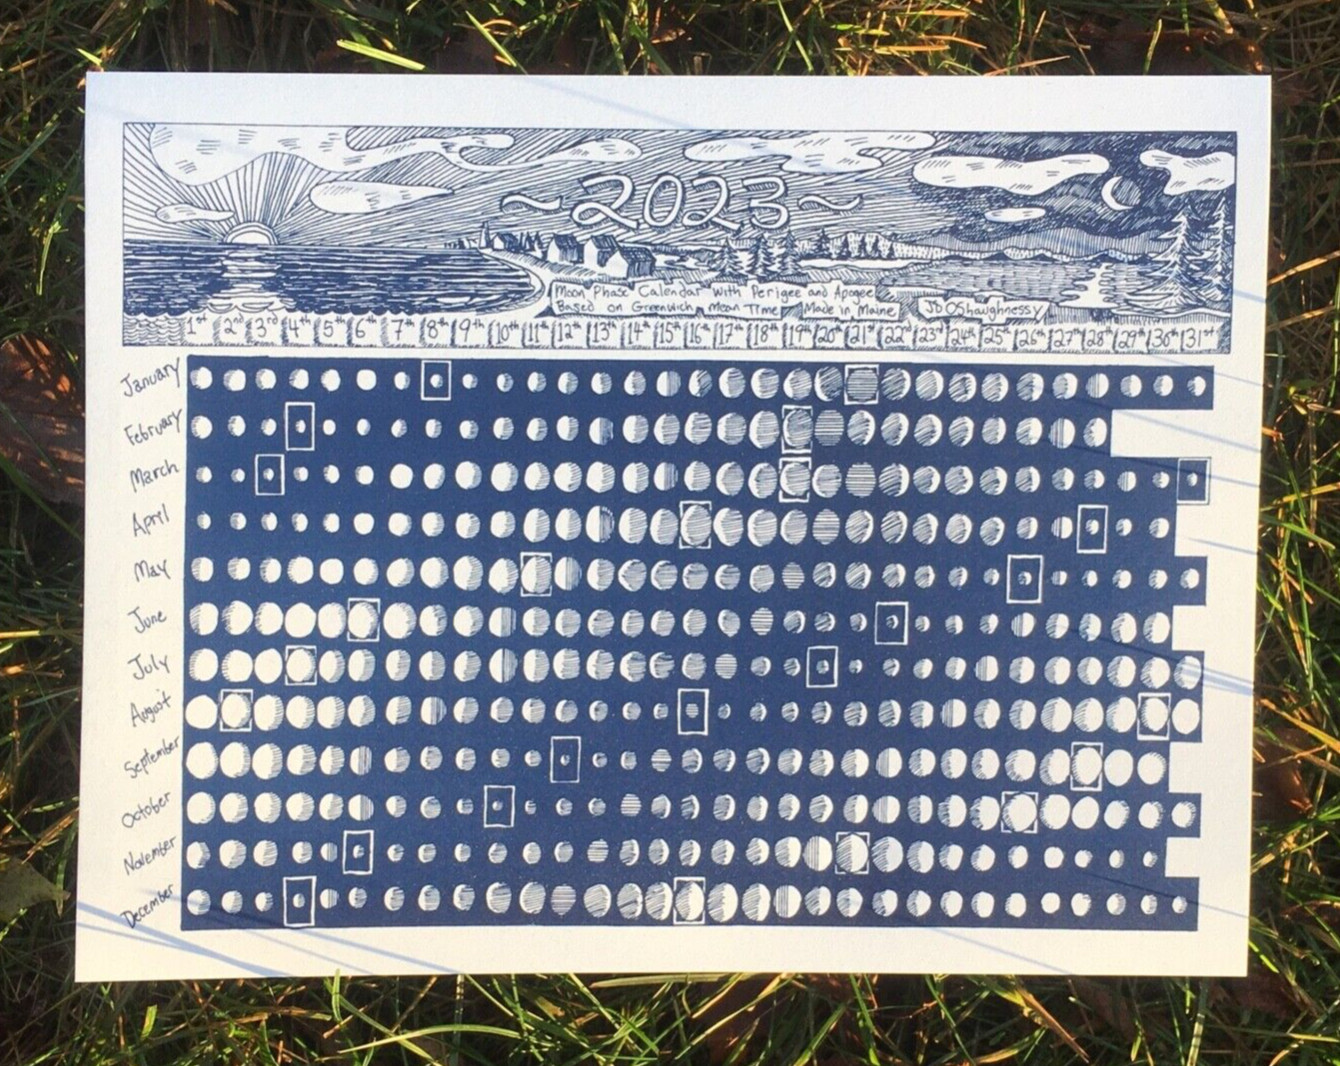 ~2023~
Moon Phase Calendar with Perigee and Apogee
Based on Greenwich Mean Time Made in Maine JbOShaughnessy
1st 2nd 3rd 4th 5th 6th 7th 8th 9th 10th 11th 12th 13th 14th 15th 16th 17th 18th 19th 20th 21st 22nd 23rd 24th 25th 26th 27th 28th 29th 30th 31st
January
February
March
April
May
June
July
August
September
October
November
December